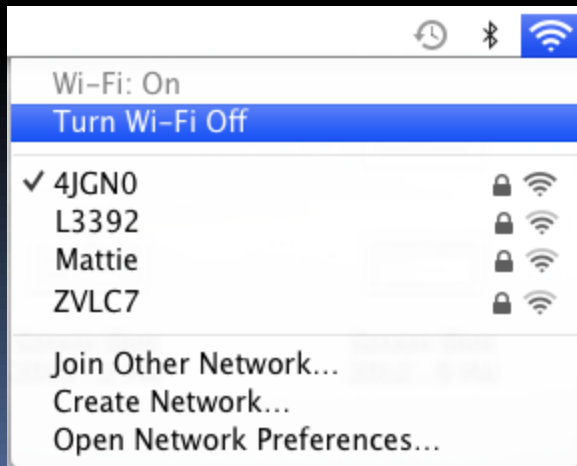 Wi-Fi: On
Turn Wi-Fi Off
4JGN0
L3392
Mattie
ZVLC7
Join Other Network...
Create Network...
Open Network Preferences...